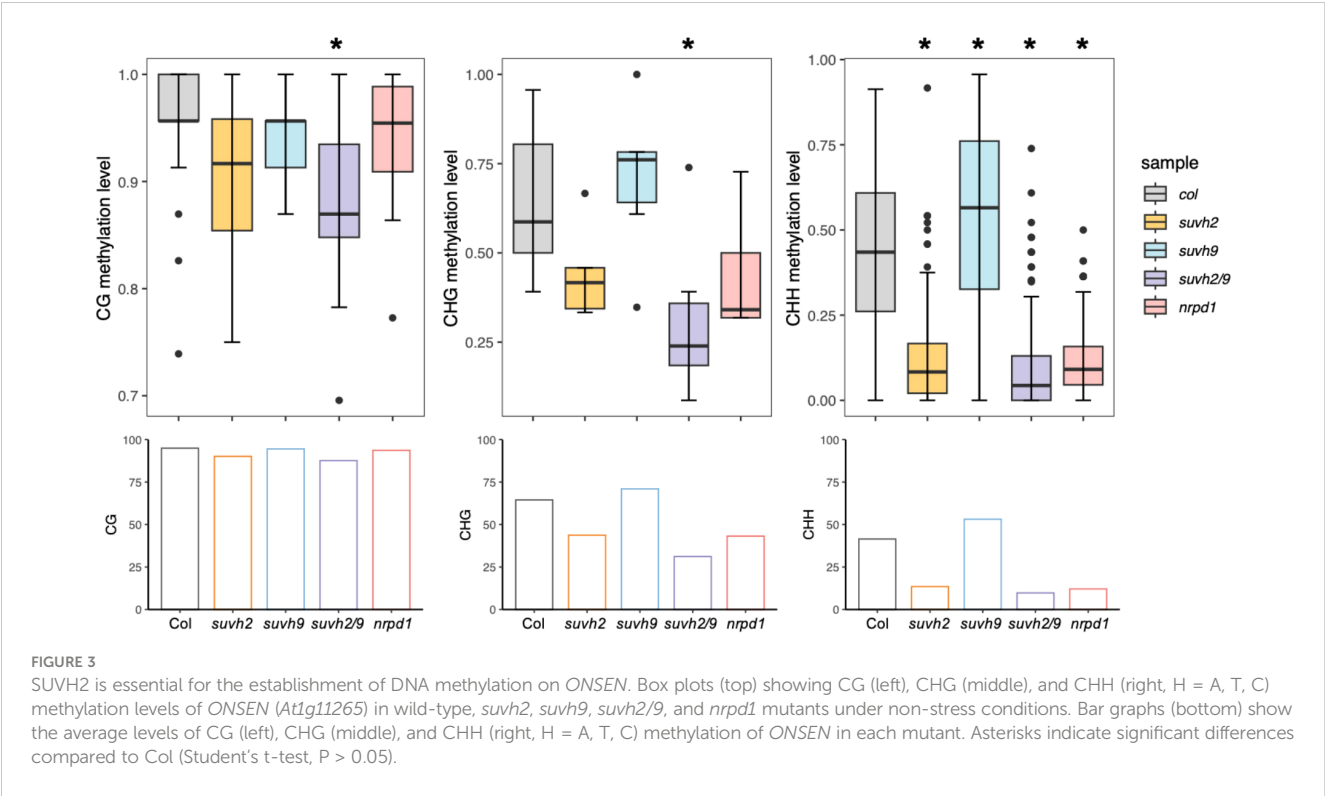 * * * * * *
CG methylation level
1.0
0.9
0.8
0.7
CHG methylation level
1.00
0.75
0.50
0.25
CHH methylation level
1.00
0.75
0.50
0.25
0.00
sample
col
suvh2
suvh9
suvh2/9
nrpd1
CG
100
75
50
25
0
Col suvh2 suvh9 suvh2/9 nrpd1
CHG
100
75
50
25
0
Col suvh2 suvh9 suvh2/9 nrpd1
CHH
100
75
50
25
0
Col suvh2 suvh9 suvh2/9 nrpd1
FIGURE 3
SUVH2 is essential for the establishment of DNA methylation on ONSEN. Box plots (top) showing CG (left), CHG (middle), and CHH (right, H = A, T, C)
methylation levels of ONSEN (At1g11265) in wild-type, suvh2, suvh9, suvh2/9, and nrpd1 mutants under non-stress conditions. Bar graphs (bottom) show
the average levels of CG (left), CHG (middle), and CHH (right, H = A, T, C) methylation of ONSEN in each mutant. Asterisks indicate significant differences
compared to Col (Student’s t-test, P > 0.05).